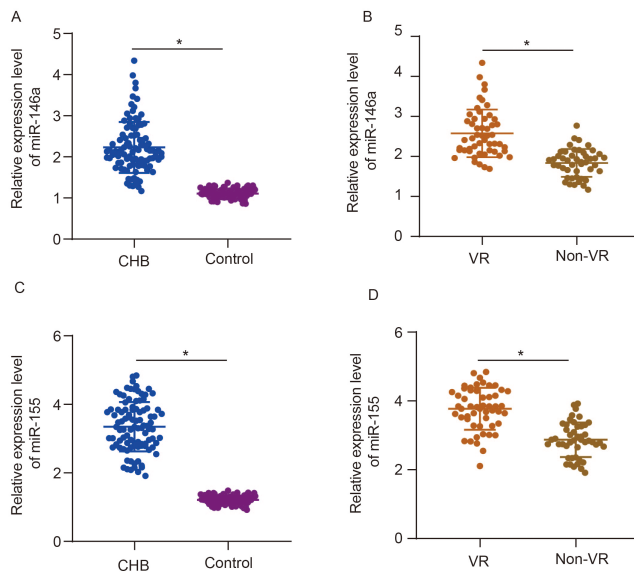 A
Relative expression level
of miR-146a
5
4
3
2
1
0
*
CHB
Control
B
Relative expression level
of miR-146a
5
4
3
2
1
0
*
VR
Non-VR
C
Relative expression level
of miR-155
6
4
2
0
*
CHB
Control
D
Relative expression level
of miR-155
6
4
2
0
*
VR
Non-VR